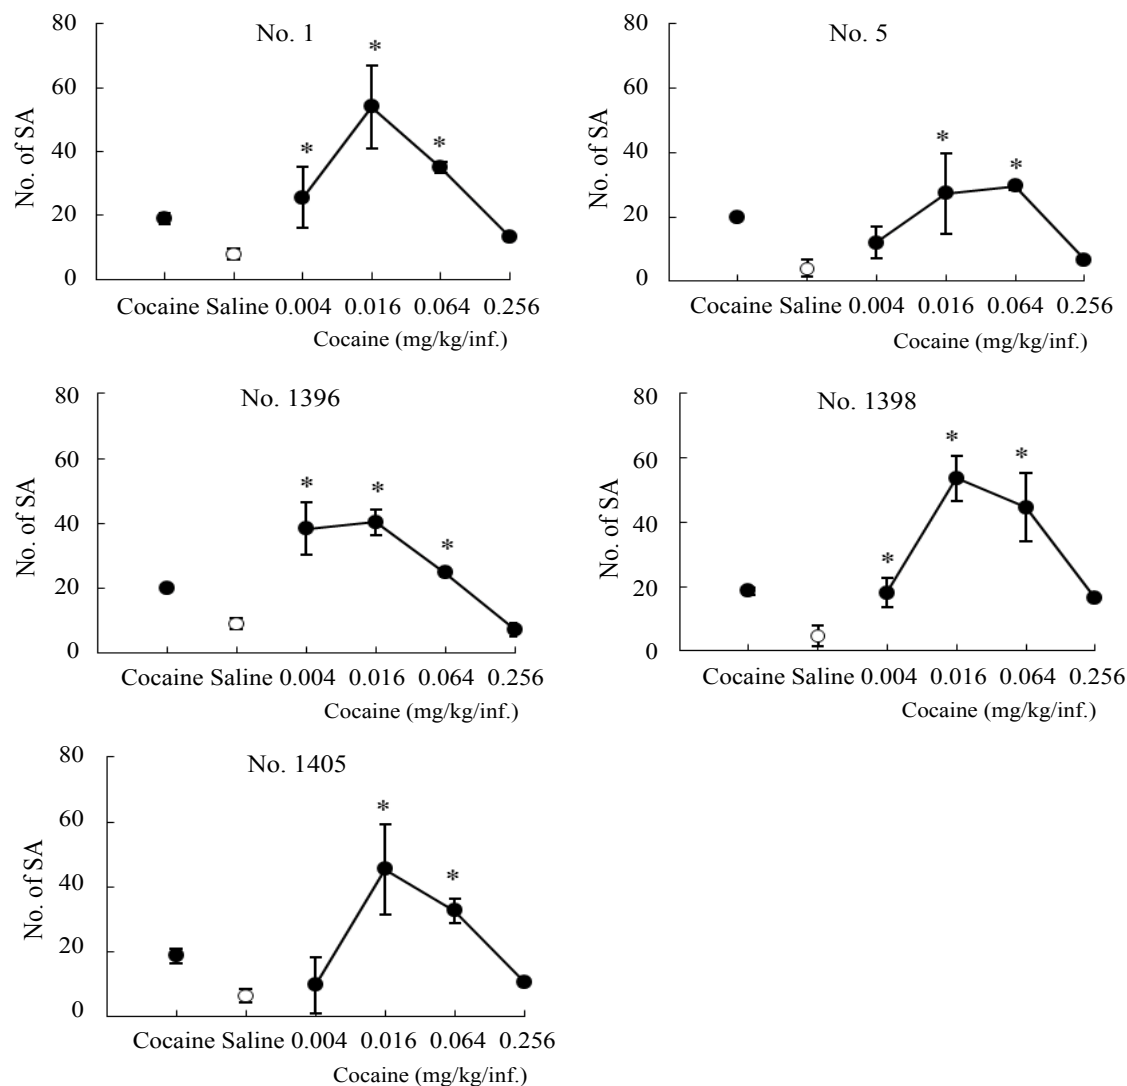 No. 1
*
*
*
80
60
40
20
0
No. of SA
Cocaine Saline 0.004 0.016 0.064 0.256
Cocaine (mg/kg/inf.)
No. 5
*
*
80
60
40
20
0
No. of SA
Cocaine Saline 0.004 0.016 0.064 0.256
Cocaine (mg/kg/inf.)
No. 1396
*
*
*
80
60
40
20
0
No. of SA
Cocaine Saline 0.004 0.016 0.064 0.256
Cocaine (mg/kg/inf.)
No. 1398
*
*
*
80
60
40
20
0
No. of SA
Cocaine Saline 0.004 0.016 0.064 0.256
Cocaine (mg/kg/inf.)
No. 1405
*
*
80
60
40
20
0
No. of SA
Cocaine Saline 0.004 0.016 0.064 0.256
Cocaine (mg/kg/inf.)